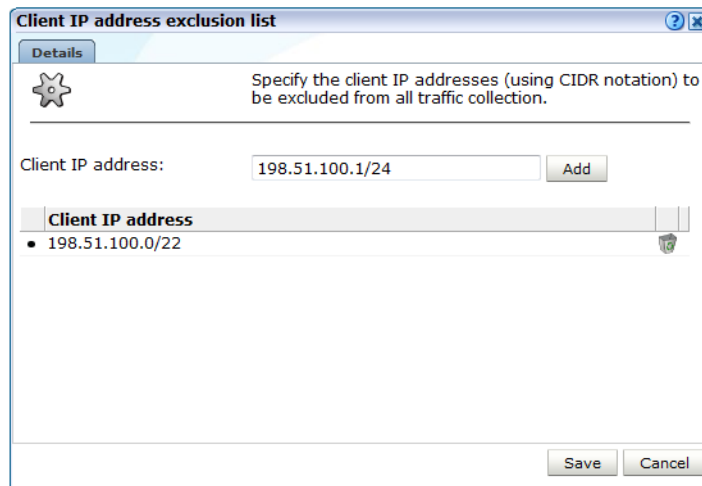 Client IP address exclusion list
Details
Specify the client IP addresses (using CIDR notation) to
be excluded from all traffic collection.
Client IP address: 198.51.100.1/24 Add
Client IP address
• 198.51.100.0/22
Save Cancel